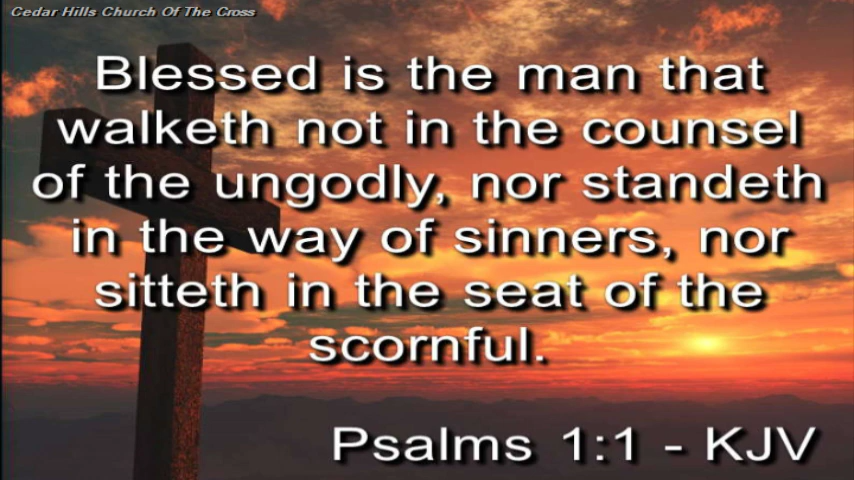 Cedar Hills Church Of The Cross
Blessed is the man that
walketh not in the counsel
of the ungodly, nor standeth
in the way of sinners, nor
sitteth in the seat of the
scornful.
Psalms 1:1 - KJV